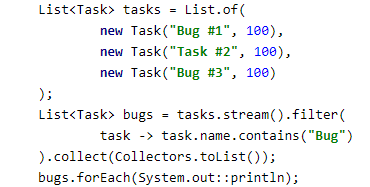 List<Task> tasks = List.of(
        new Task("Bug #1", 100),
        new Task("Task #2", 100),
        new Task("Bug #3", 100)
);
List<Task> bugs = tasks.stream().filter(
        task -> task.name.contains("Bug")
).collect(Collectors.toList());
bugs.forEach(System.out::println);